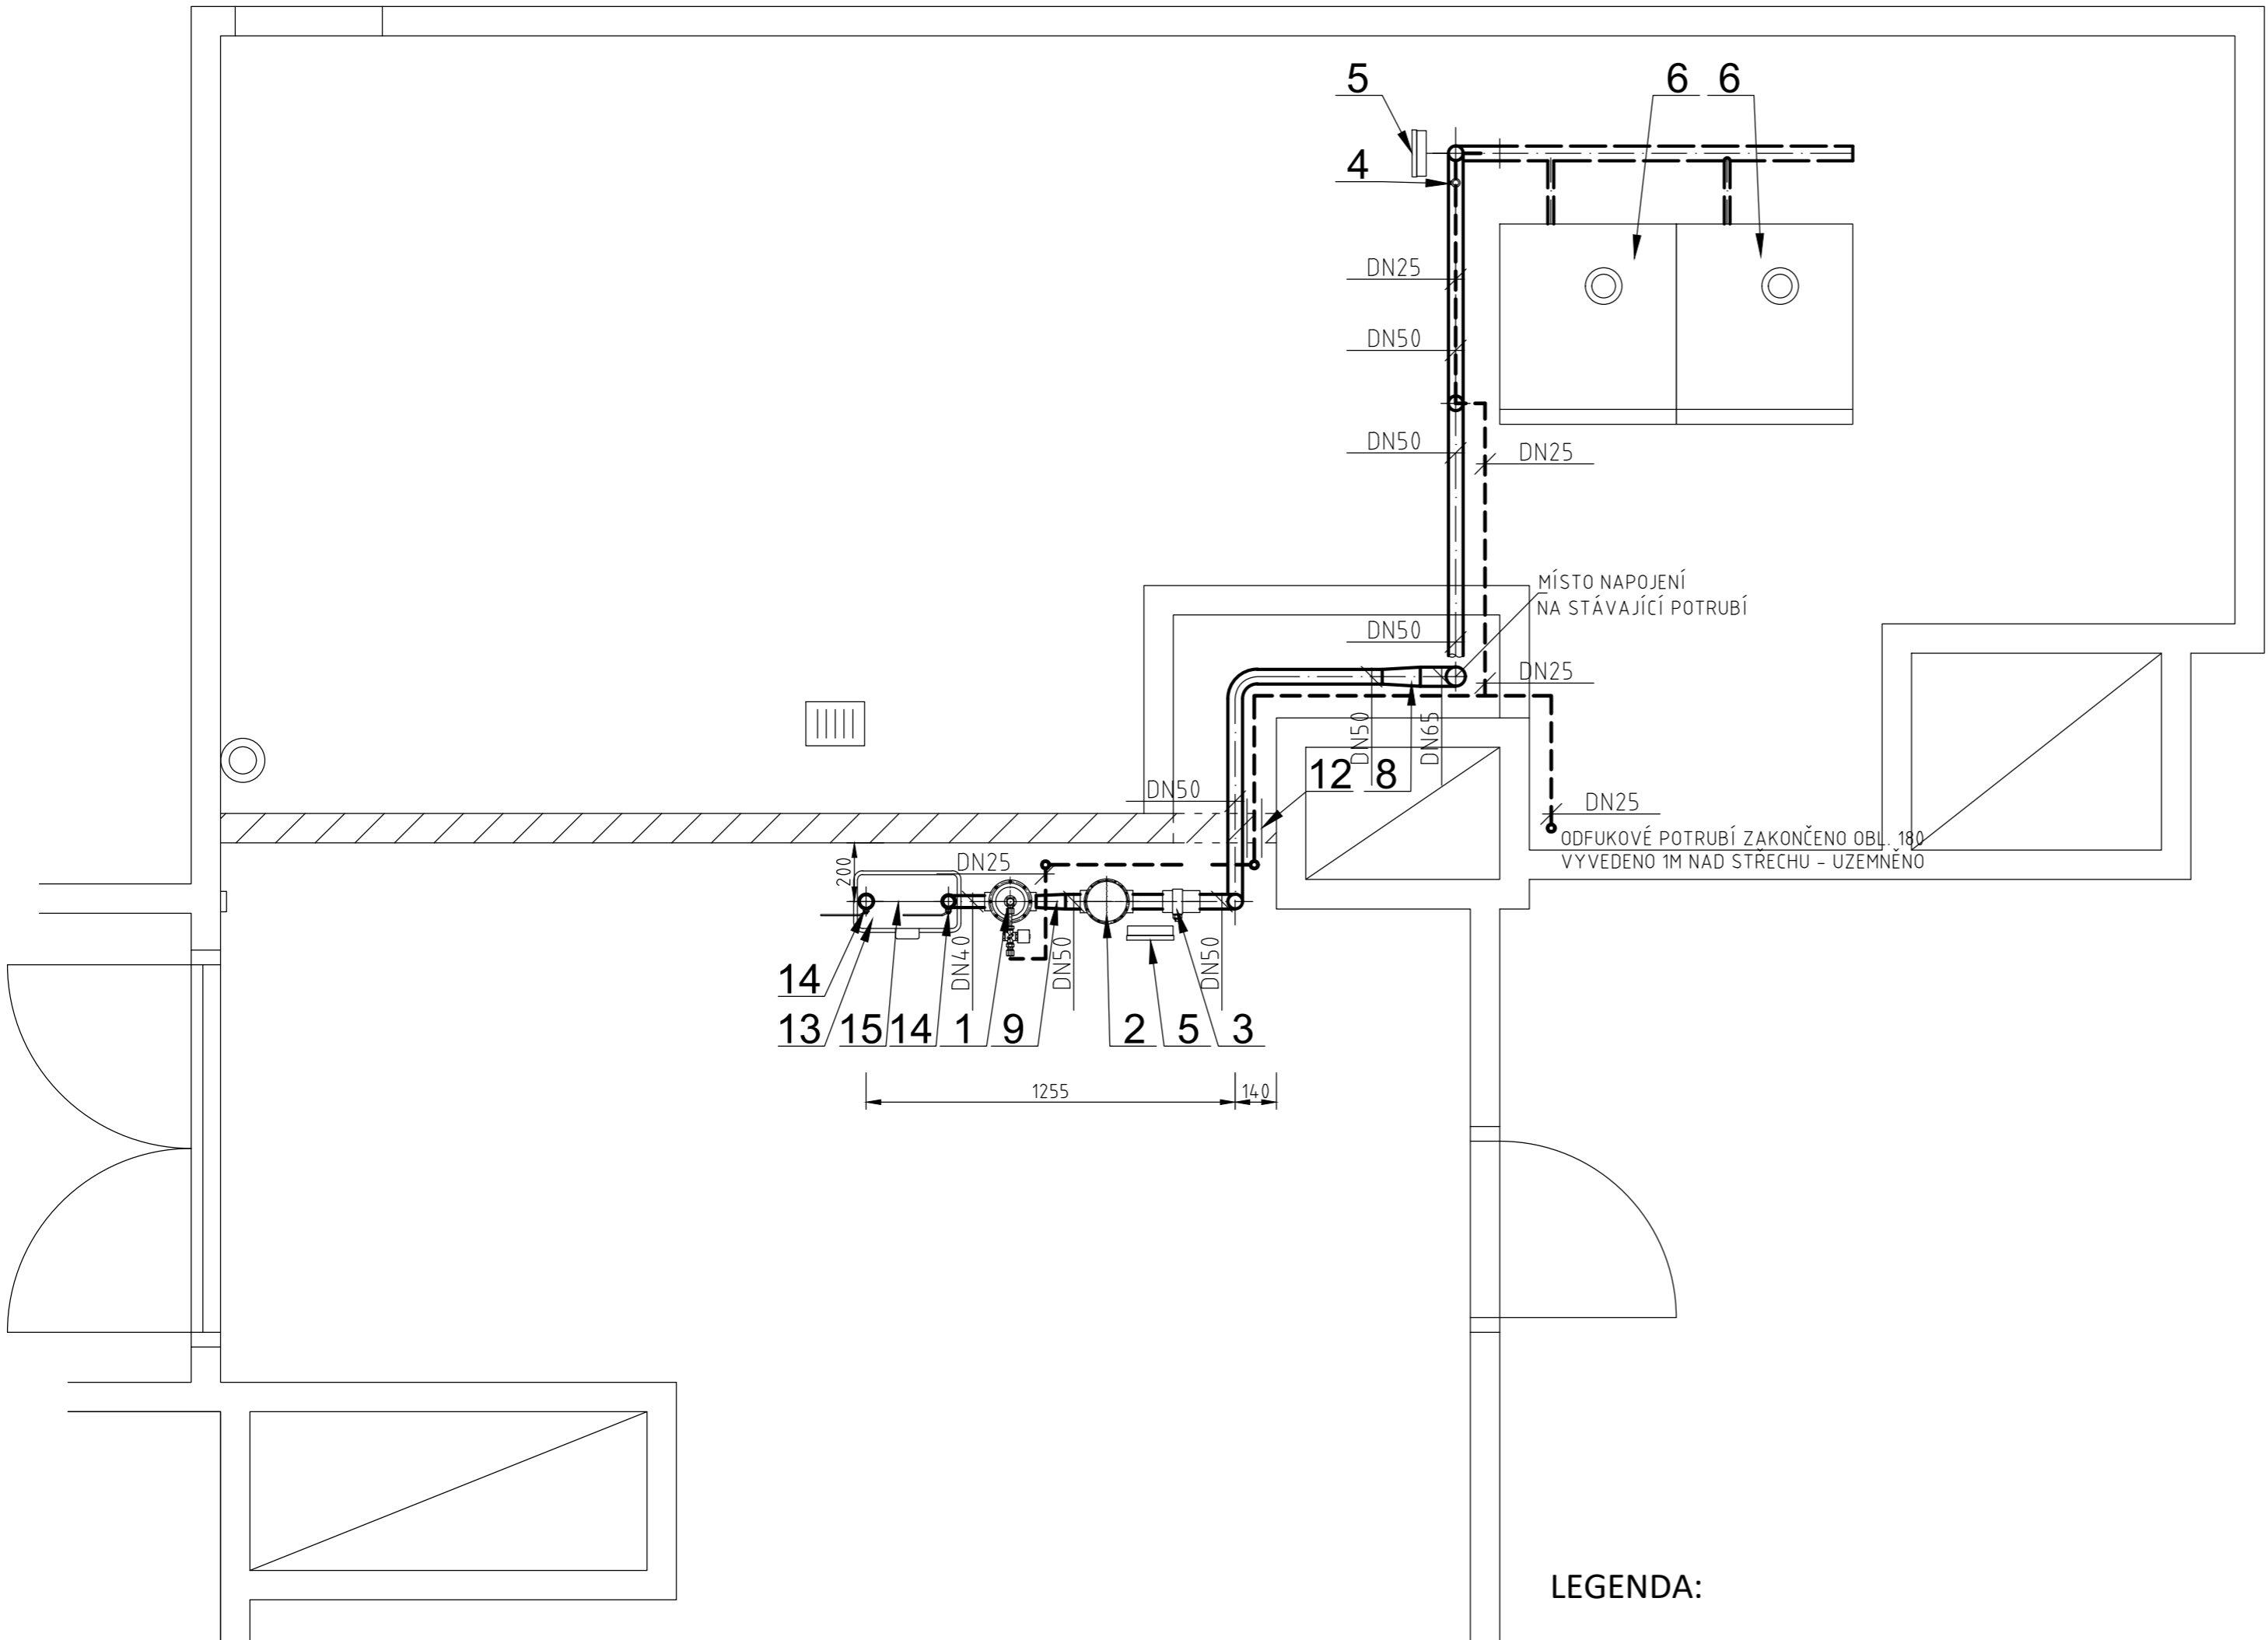 5
6 6
4
DN25
DN50
DN50
DN25
MÍSTO NAPOJENÍ
NA STÁVAJÍCÍ POTRUBÍ
DN50
DN25
DN50
DN65
12 8
DN50
DN25
ODFUKOVÉ POTRUBÍ ZAKONČENO OBL. 180
VYVEDENO 1M NAD STŘECHU - UZEMNĚNO
200
DN25
DN40
DN50
DN50
14
13 15 14 1 9 2 5 3
1255 140
LEGENDA: